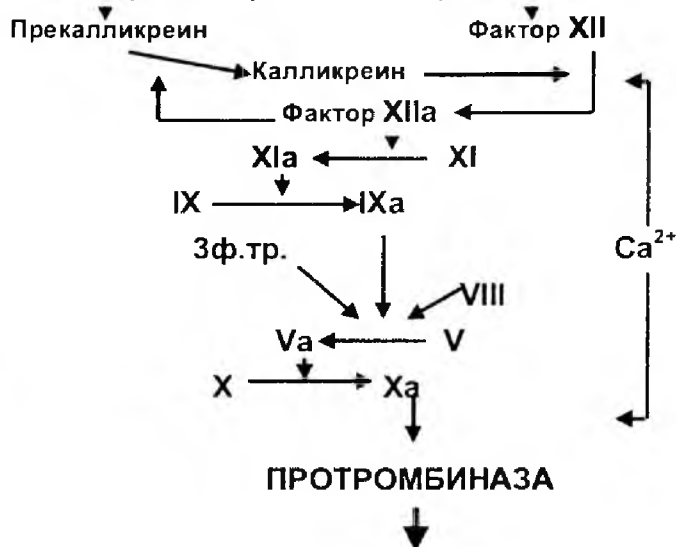 Прекалликреин Фактор XII
Калликреин
Фактор XIIa
XIa XI
IX IXa
3ф.тр. Ca²⁺
VIII
Va V
X Xa
ПРОТРОМБИНАЗА